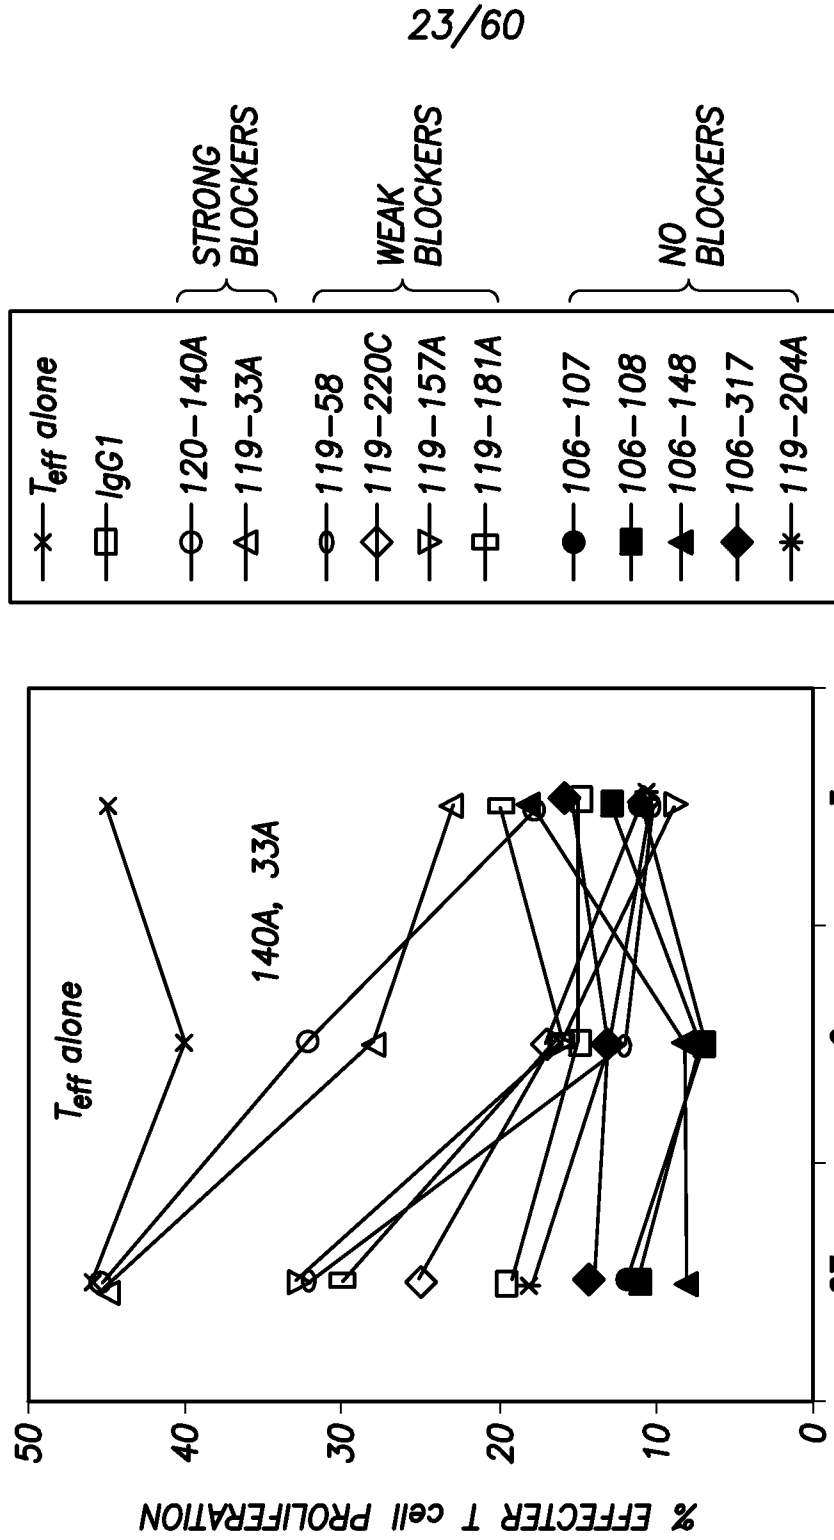 23/60
% EFFECTER T cell PROLIFERATION
50
40
30
20
10
0
Teff alone
140A, 33A
Teff alone
IgG1
120-140A
119-33A
STRONG
BLOCKERS
119-58
119-220C
119-157A
119-181A
WEAK
BLOCKERS
106-107
106-108
106-148
106-317
119-204A
NO
BLOCKERS